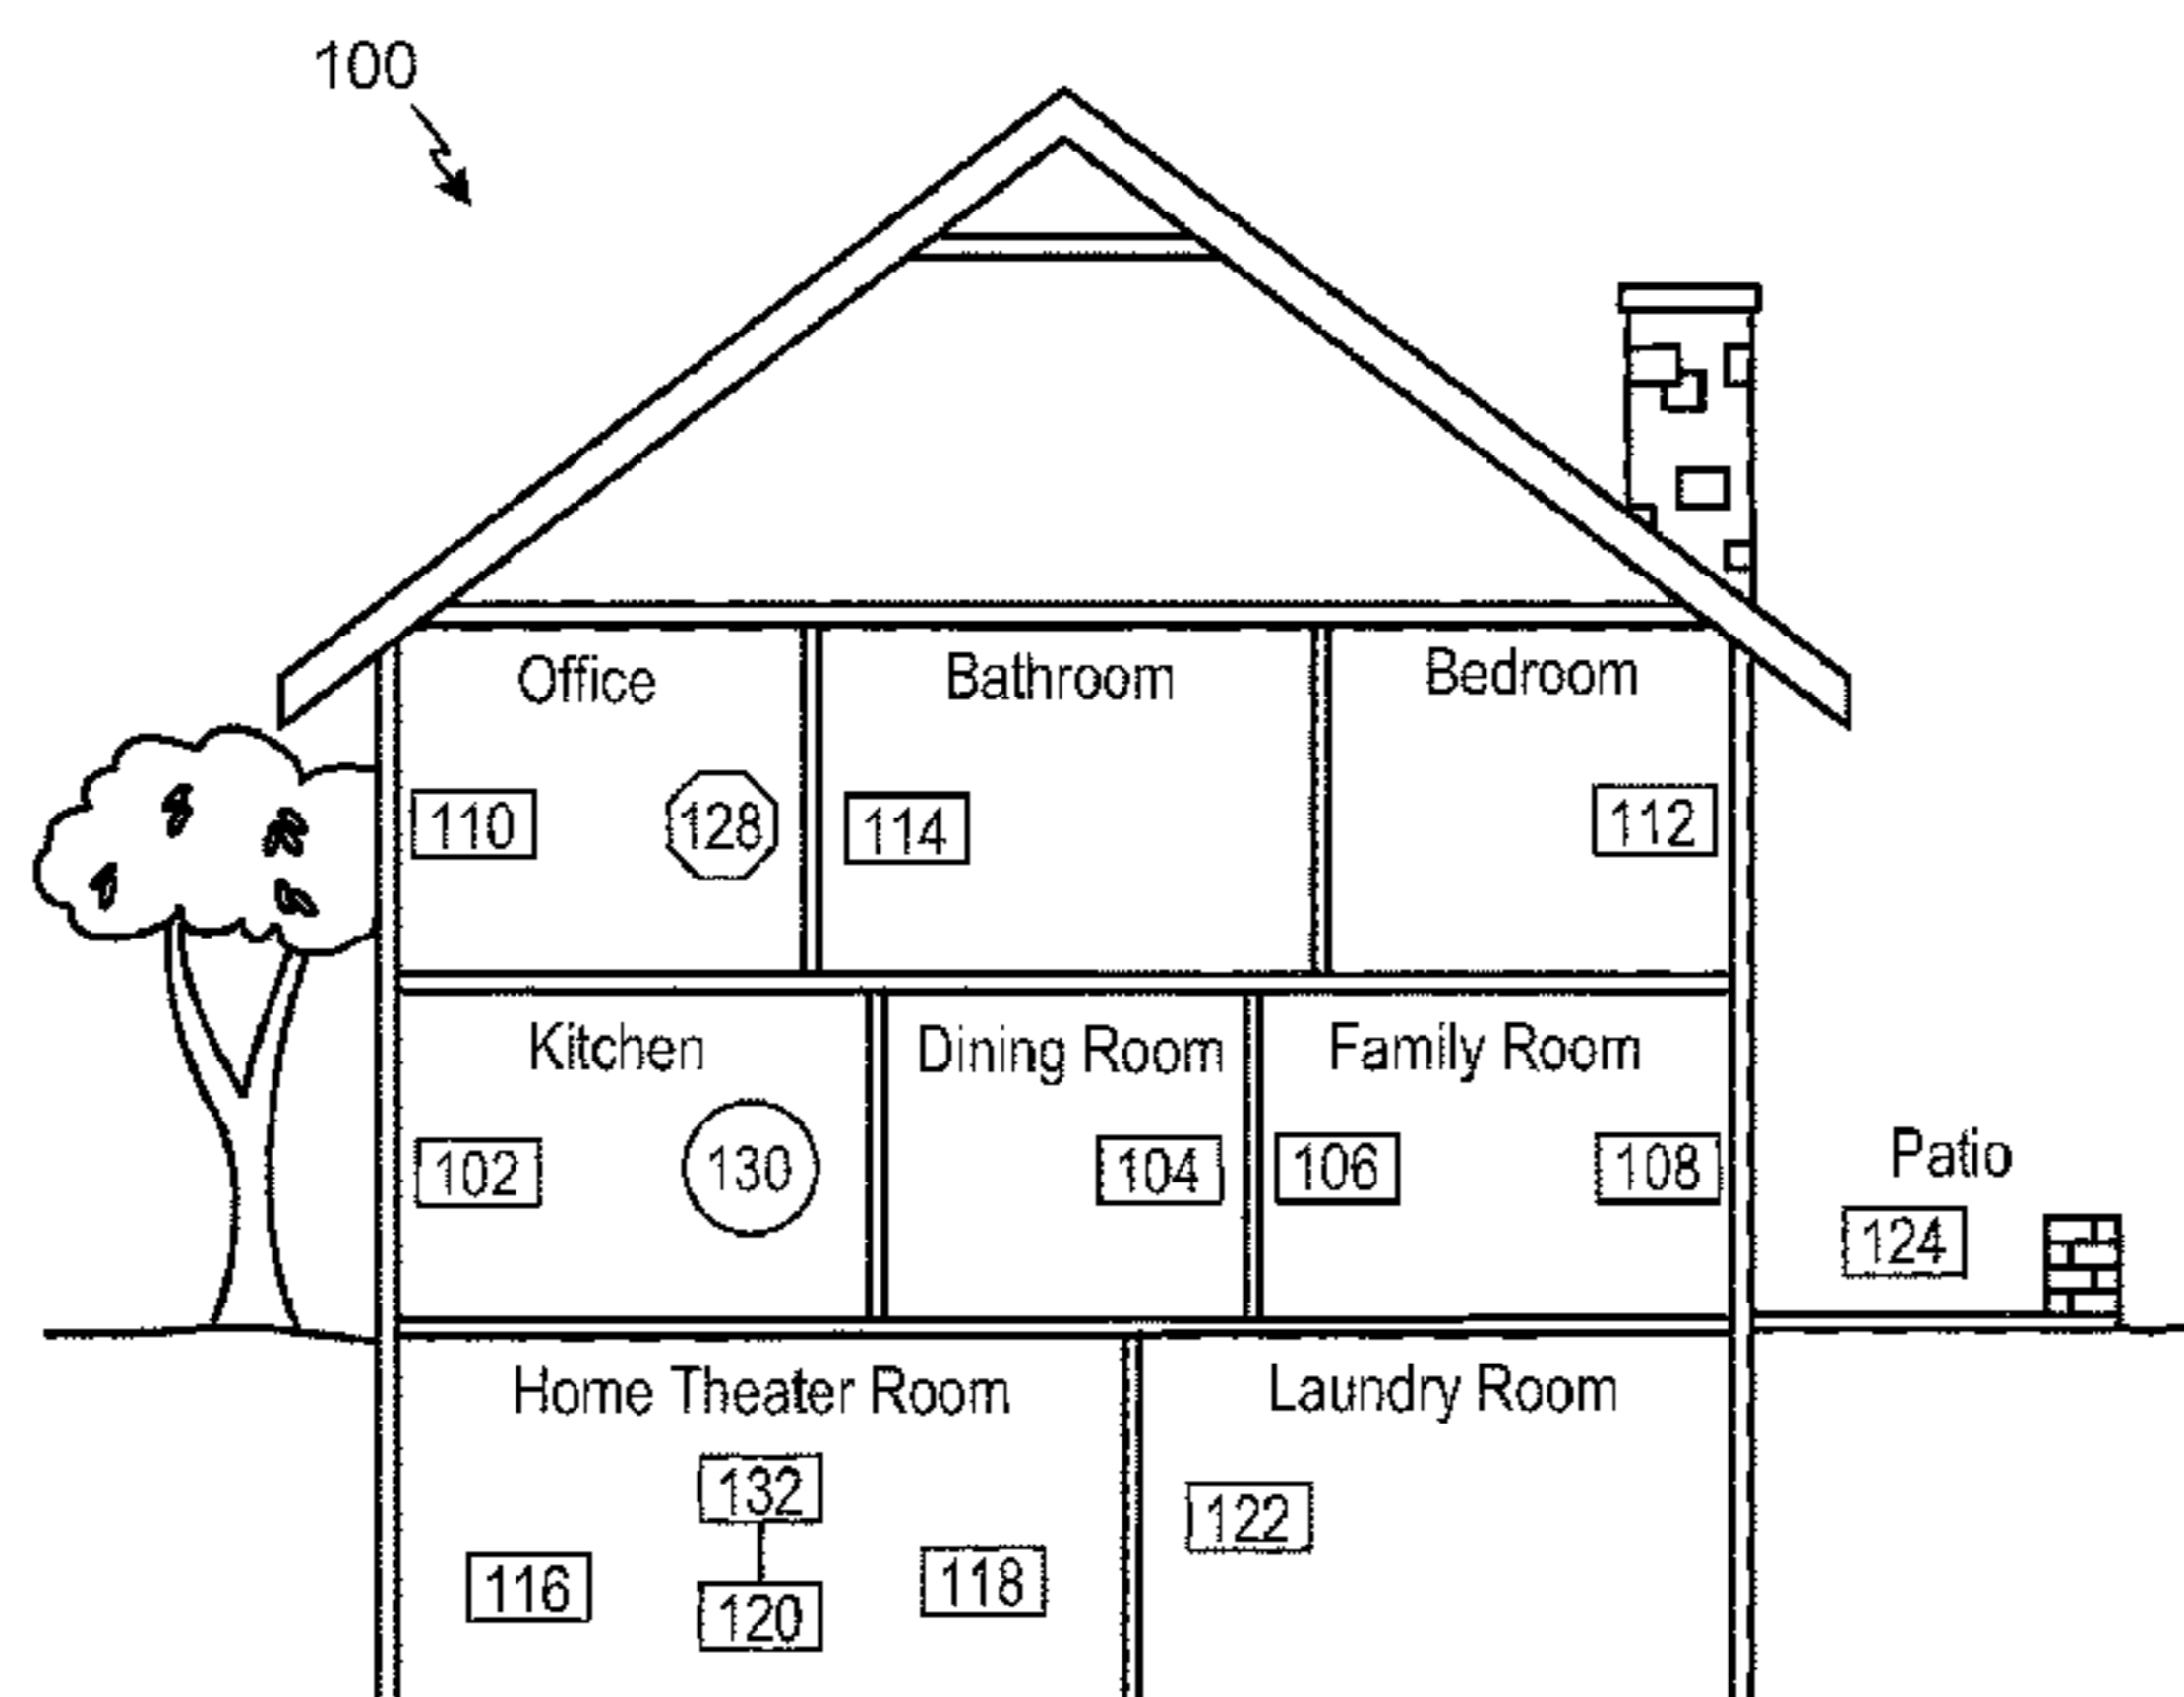 100
Office
Bathroom
Bedroom
110
128
114
112
Kitchen
Dining Room
Family Room
102
130
104
106
108
Patio
124
Home Theater Room
Laundry Room
132
122
116
120
118